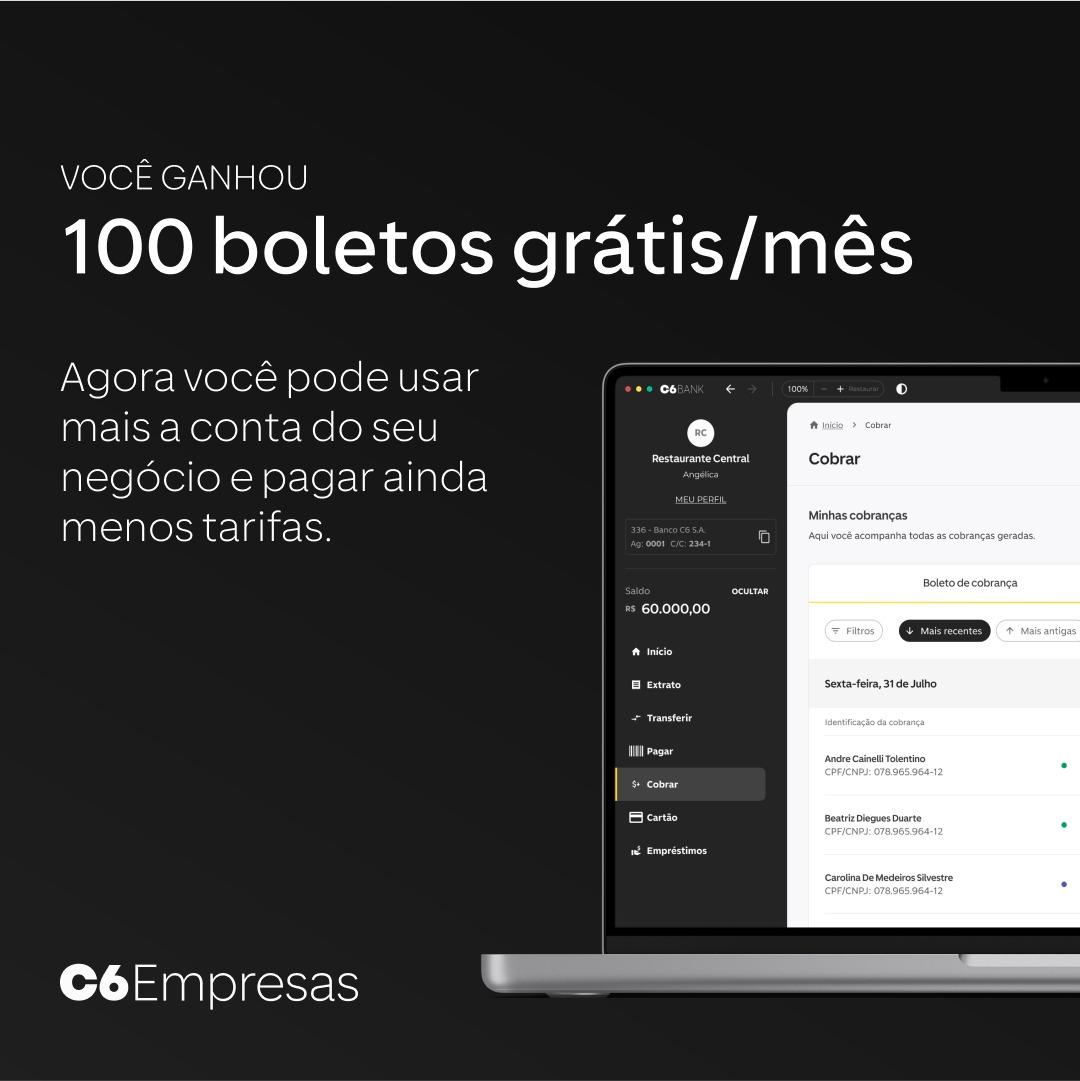 VOCÊ GANHOU
100 boletos grátis/mês
Agora você pode usar
mais a conta do seu
negócio e pagar ainda
menos tarifas.
C6BANK
100% − + Restaurar
RC
Restaurante Central
Angélica
MEU PERFIL
336 - Banco C6 S.A.
Ag: 0001 C/C: 234-1
Saldo OCULTAR
R$ 60.000,00
Início
Extrato
Transferir
Pagar
Cobrar
Cartão
Empréstimos
Início > Cobrar
Cobrar
Minhas cobranças
Aqui você acompanha todas as cobranças geradas.
Boleto de cobrança
Filtros Mais recentes Mais antigas
Sexta-feira, 31 de Julho
Identificação da cobrança
Andre Cainelli Tolentino
CPF/CNPJ: 078.965.964-12
Beatriz Diegues Duarte
CPF/CNPJ: 078.965.964-12
Carolina De Medeiros Silvestre
CPF/CNPJ: 078.965.964-12
C6 Empresas